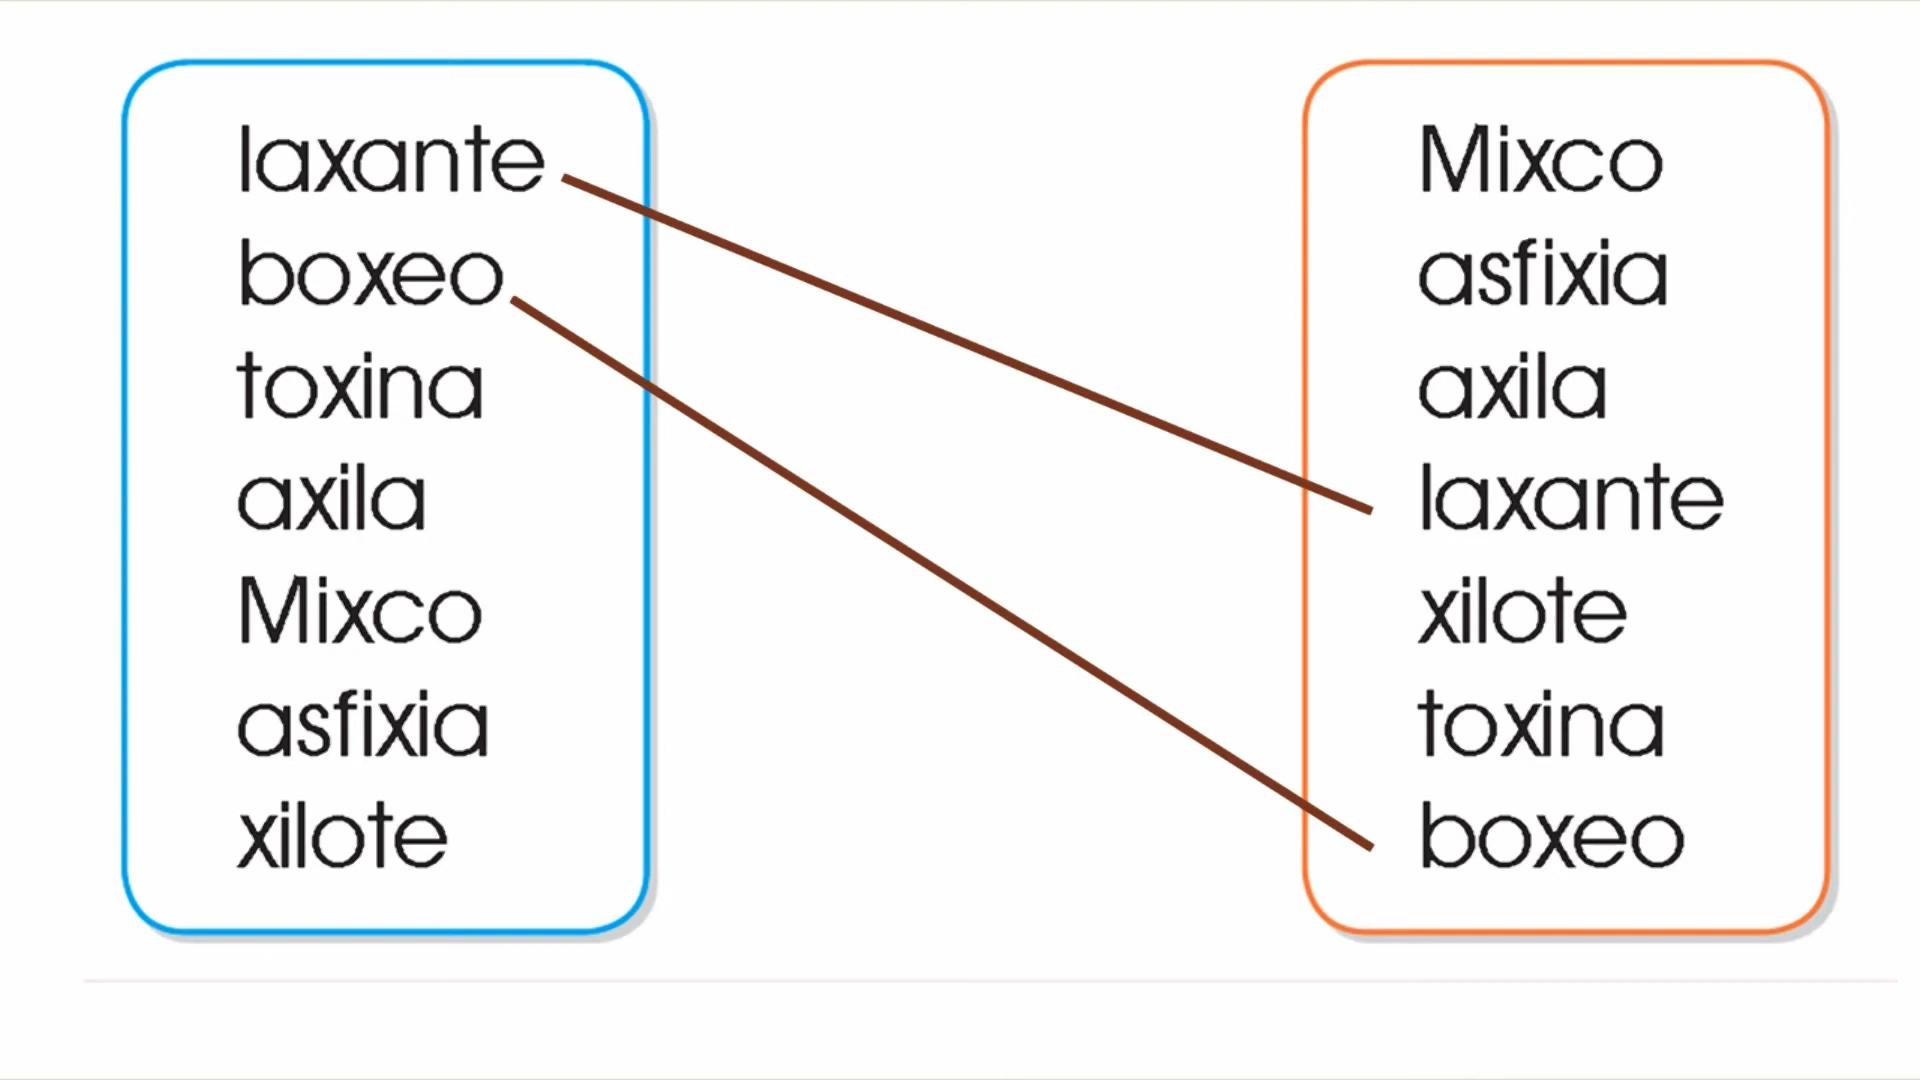 laxante
boxeo
toxina
axila
Mixco
asfixia
xilote
Mixco
asfixia
axila
laxante
xilote
toxina
boxeo